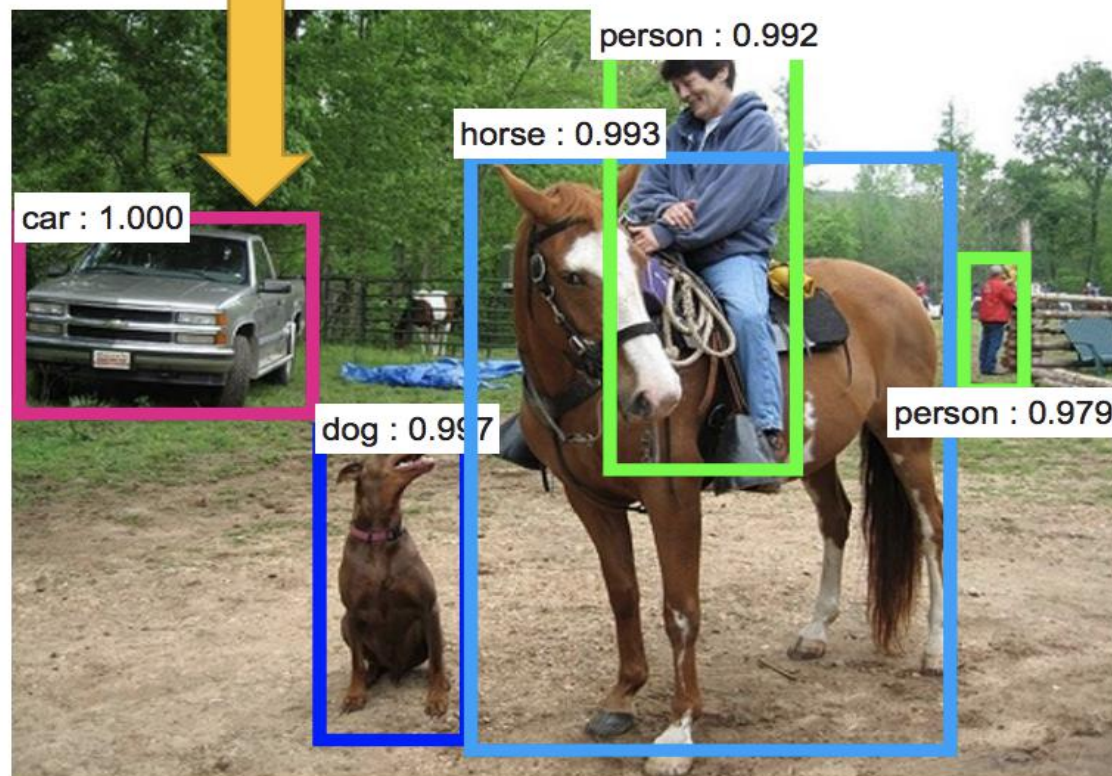 person : 0.992
horse : 0.993
car : 1.000
person : 0.979
dog : 0.997